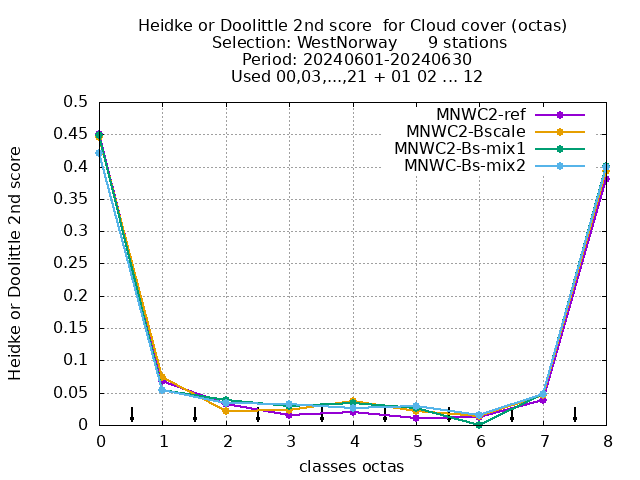 Heidke or Doolittle 2nd score  for Cloud cover (octas)
Selection: WestNorway      9 stations
Period: 20240601-20240630
Used 00,03,...,21 + 01 02 ... 12
MNWC2-ref
MNWC2-Bscale
MNWC2-Bs-mix1
MNWC-Bs-mix2
Heidke or Doolittle 2nd score
0.5
0.45
0.4
0.35
0.3
0.25
0.2
0.15
0.1
0.05
0
0 1 2 3 4 5 6 7 8
classes octas